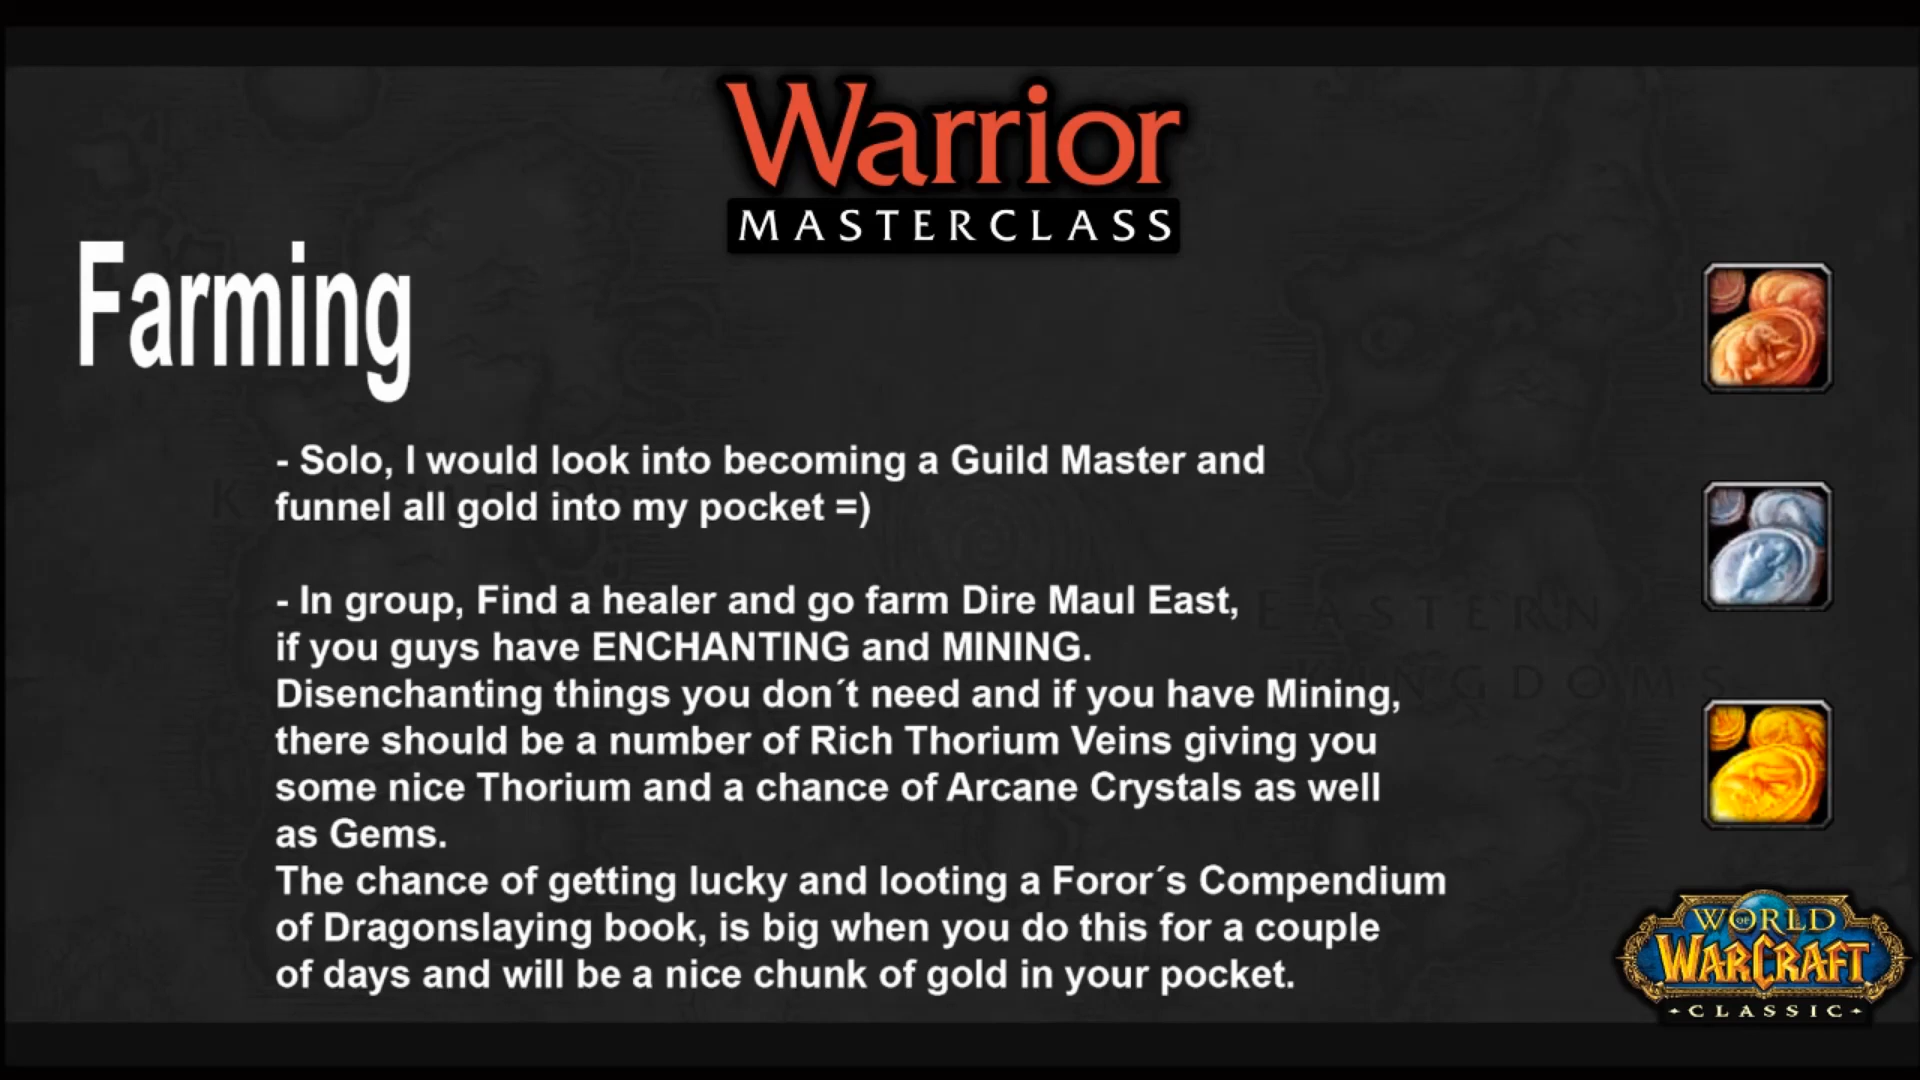 Warrior
MASTERCLASS
Farming
- Solo, I would look into becoming a Guild Master and
funnel all gold into my pocket =)
- In group, Find a healer and go farm Dire Maul East,
if you guys have ENCHANTING and MINING.
Disenchanting things you don´t need and if you have Mining,
there should be a number of Rich Thorium Veins giving you
some nice Thorium and a chance of Arcane Crystals as well
as Gems.
The chance of getting lucky and looting a Foror´s Compendium
of Dragonslaying book, is big when you do this for a couple
of days and will be a nice chunk of gold in your pocket.
EASTERN
KINGDOMS
WORLD
OF
WARCRAFT
CLASSIC